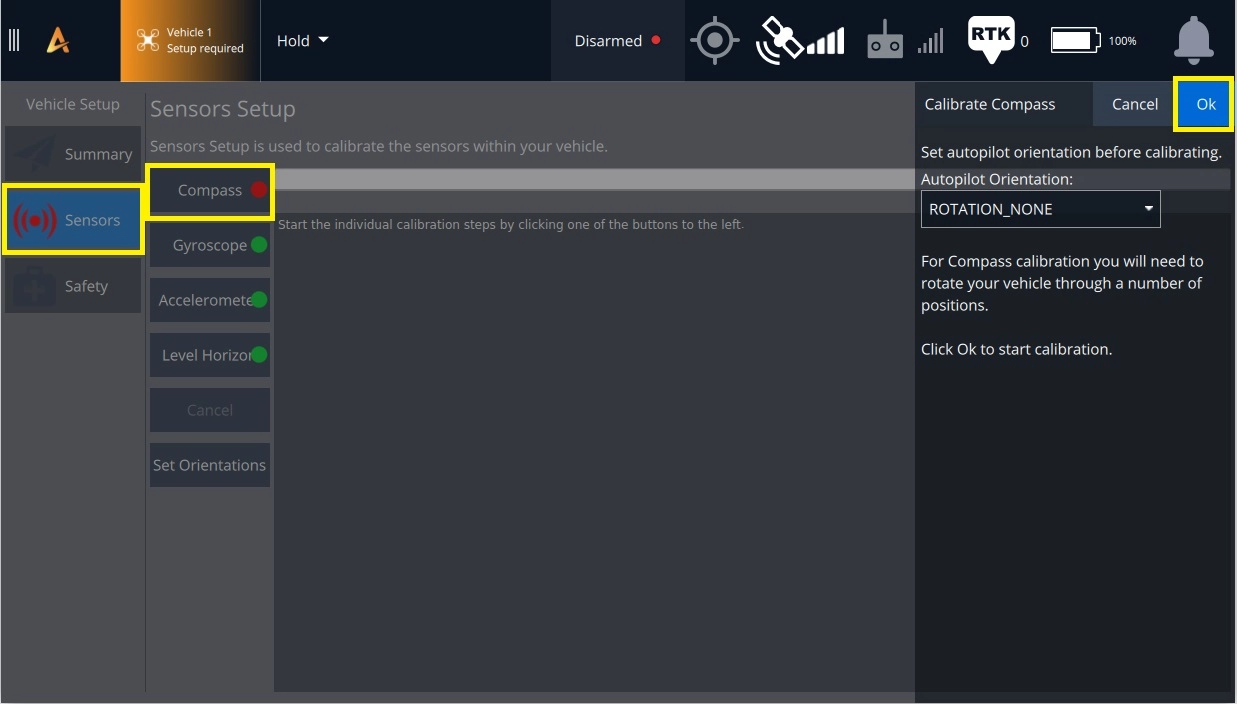 Vehicle 1
Setup required
Hold
Disarmed
RTK
0
100%
Vehicle Setup
Summary
Sensors
Safety
Sensors Setup
Sensors Setup is used to calibrate the sensors within your vehicle.
Compass
Gyroscope
Acceleromete
Level Horizon
Cancel
Set Orientations
Start the individual calibration steps by clicking one of the buttons to the left.
Calibrate Compass
Cancel
Ok
Set autopilot orientation before calibrating.
Autopilot Orientation:
ROTATION_NONE
For Compass calibration you will need to
rotate your vehicle through a number of
positions.
Click Ok to start calibration.